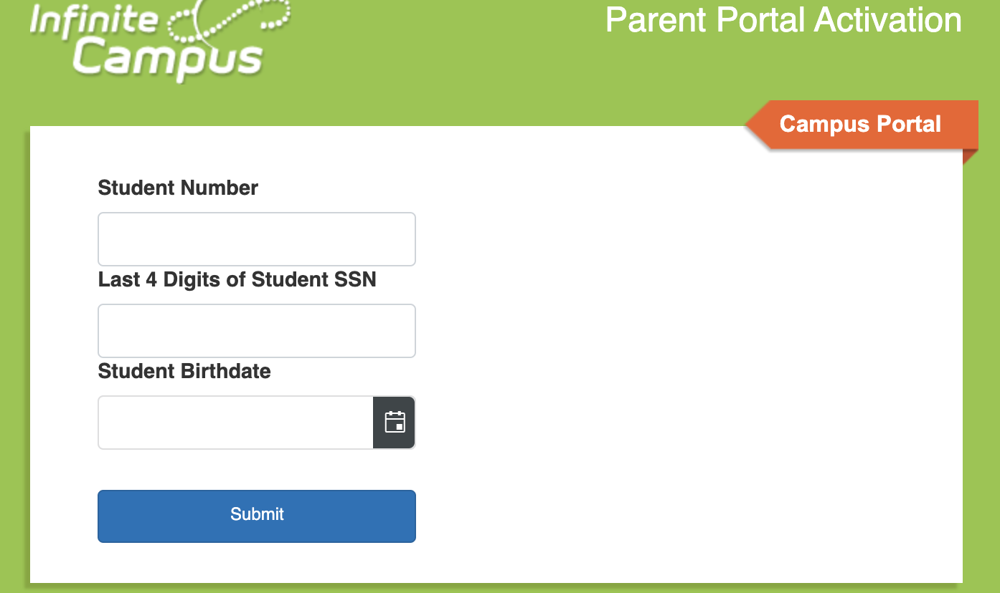 Infinite
Campus
Parent Portal Activation
Campus Portal
Student Number
Last 4 Digits of Student SSN
Student Birthdate
Submit